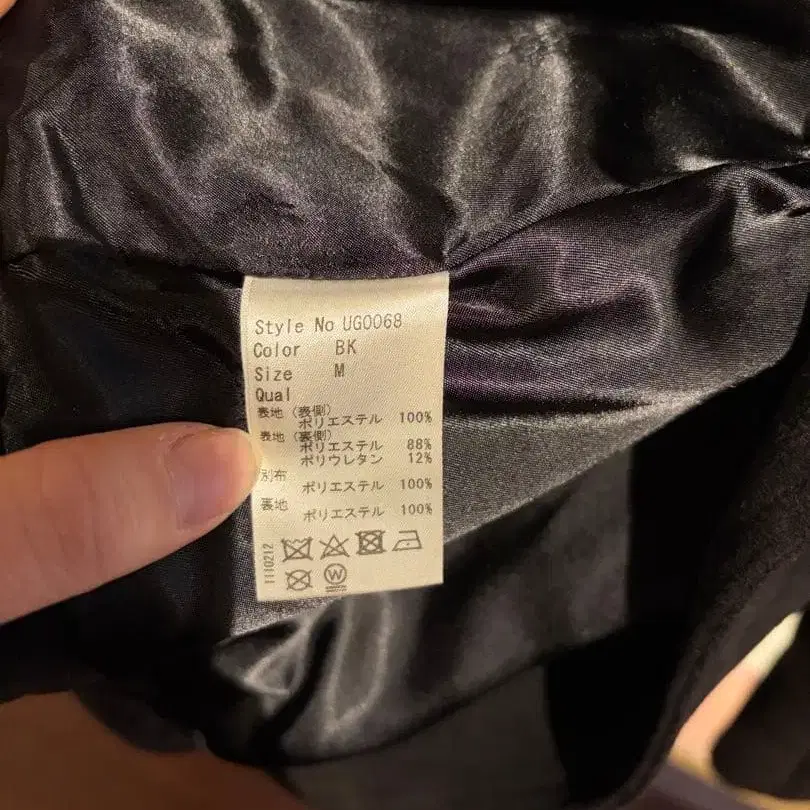 Style No UG0068
Color BK
Size M
Qual
表地(表側)
ポリエステル 100%
表地(裏側)
ポリエステル 88%
ポリウレタン 12%
別布
ポリエステル 100%
裏地
ポリエステル 100%
1110212
W